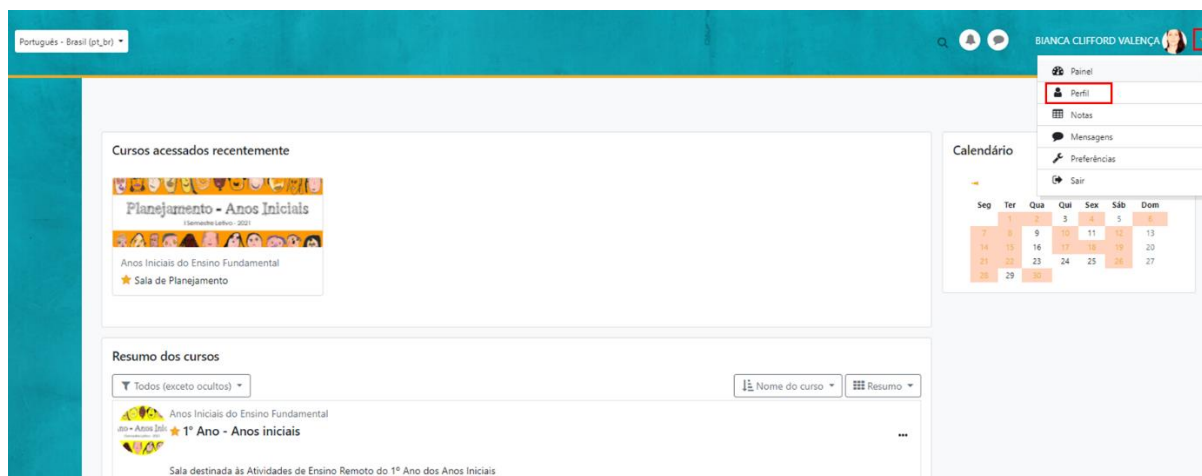 Português - Brasil (pt_br)
BIANCA CLIFFORD VALENÇA
Painel
Perfil
Notas
Mensagens
Preferências
Sair
Cursos acessados recentemente
Planejamento - Anos Iniciais
I Semestre Letivo - 2021
Anos Iniciais do Ensino Fundamental
Sala de Planejamento
Calendário
Seg Ter Qua Qui Sex Sáb Dom
1 2 3 4 5 6
7 8 9 10 11 12 13
14 15 16 17 18 19 20
21 22 23 24 25 26 27
28 29 30
Resumo dos cursos
Todos (exceto ocultos)
Nome do curso
Resumo
Anos Iniciais do Ensino Fundamental
1° Ano - Anos iniciais
Sala destinada às Atividades de Ensino Remoto do 1º Ano dos Anos Iniciais